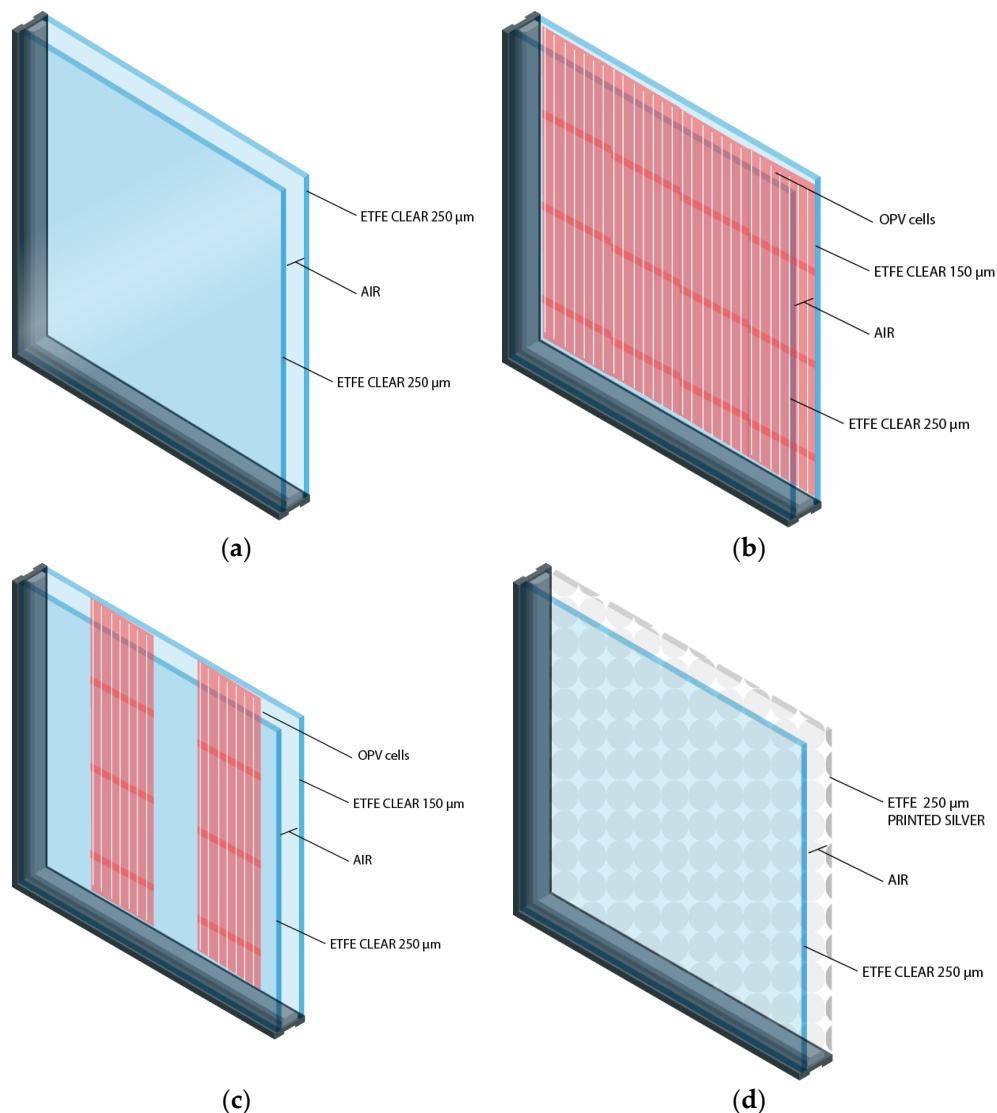 ETFE CLEAR 250 µm
AIR
ETFE CLEAR 250 µm
(a)
OPV cells
ETFE CLEAR 150 µm
AIR
ETFE CLEAR 250 µm
(b)
OPV cells
ETFE CLEAR 150 µm
AIR
ETFE CLEAR 250 µm
(c)
ETFE 250 µm
PRINTED SILVER
AIR
ETFE CLEAR 250 µm
(d)